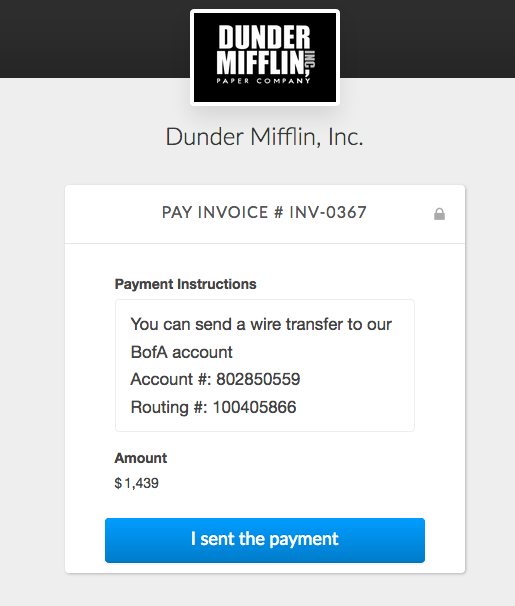 DUNDER
MIFFLIN, INC
PAPER COMPANY
Dunder Mifflin, Inc.
PAY INVOICE # INV-0367
Payment Instructions
You can send a wire transfer to our
BofA account
Account #: 802850559
Routing #: 100405866
Amount
$1,439
I sent the payment